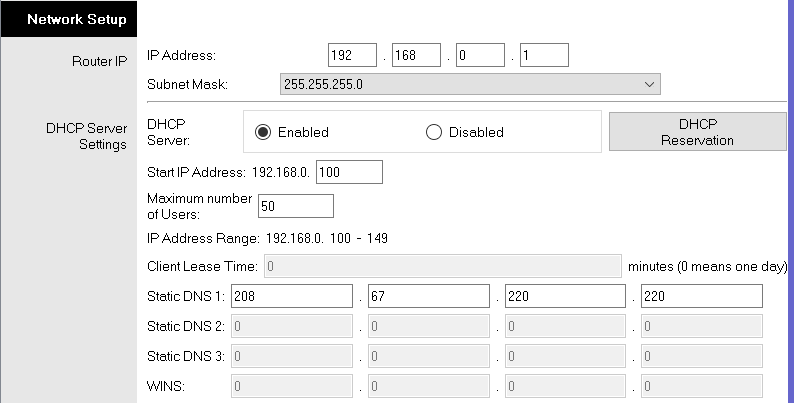 Network Setup
Router IP
IP Address: 192 . 168 . 0 . 1
Subnet Mask: 255.255.255.0
DHCP Server
Settings
DHCP
Server:
Enabled
Disabled
DHCP
Reservation
Start IP Address: 192.168.0. 100
Maximum number
of Users:
50
IP Address Range: 192.168.0. 100 - 149
Client Lease Time: 0 minutes (0 means one day)
Static DNS 1: 208 . 67 . 220 . 220
Static DNS 2: 0 . 0 . 0 . 0
Static DNS 3: 0 . 0 . 0 . 0
WINS: 0 . 0 . 0 . 0